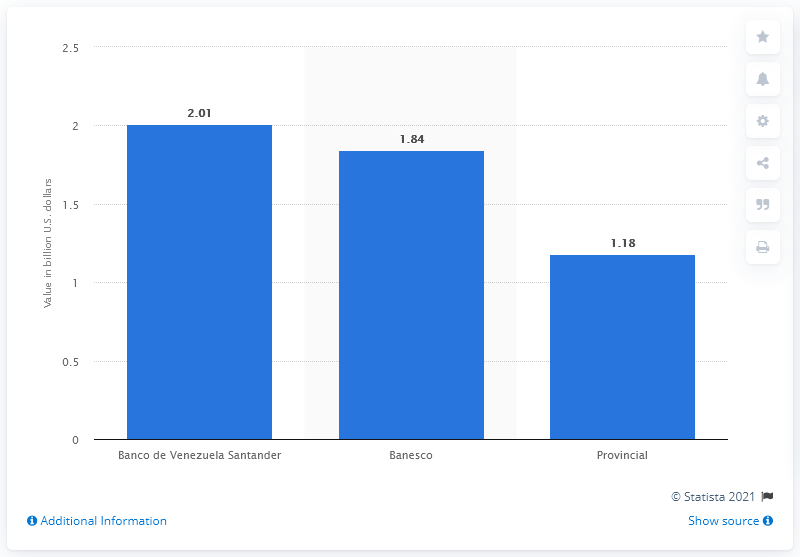 2.5
2
1.5
1
0.5
0
Value in billion U.S. dollars
2.01
1.84
1.18
Banco de Venezuela Santander
Banesco
Provincial
© Statista 2021
Additional Information
Show source